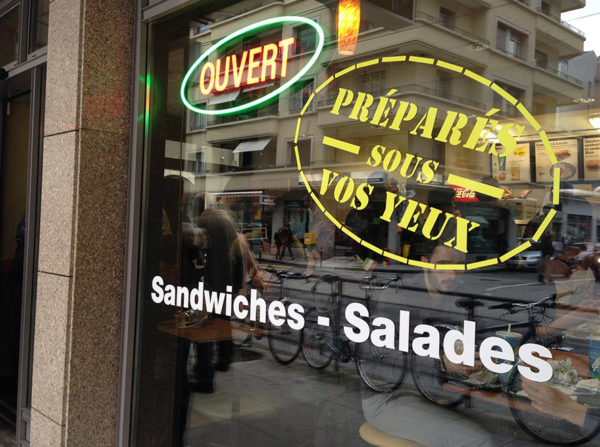 OUVERT
PRÉPARÉS
SOUS
VOS YEUX
Sandwiches - Salades